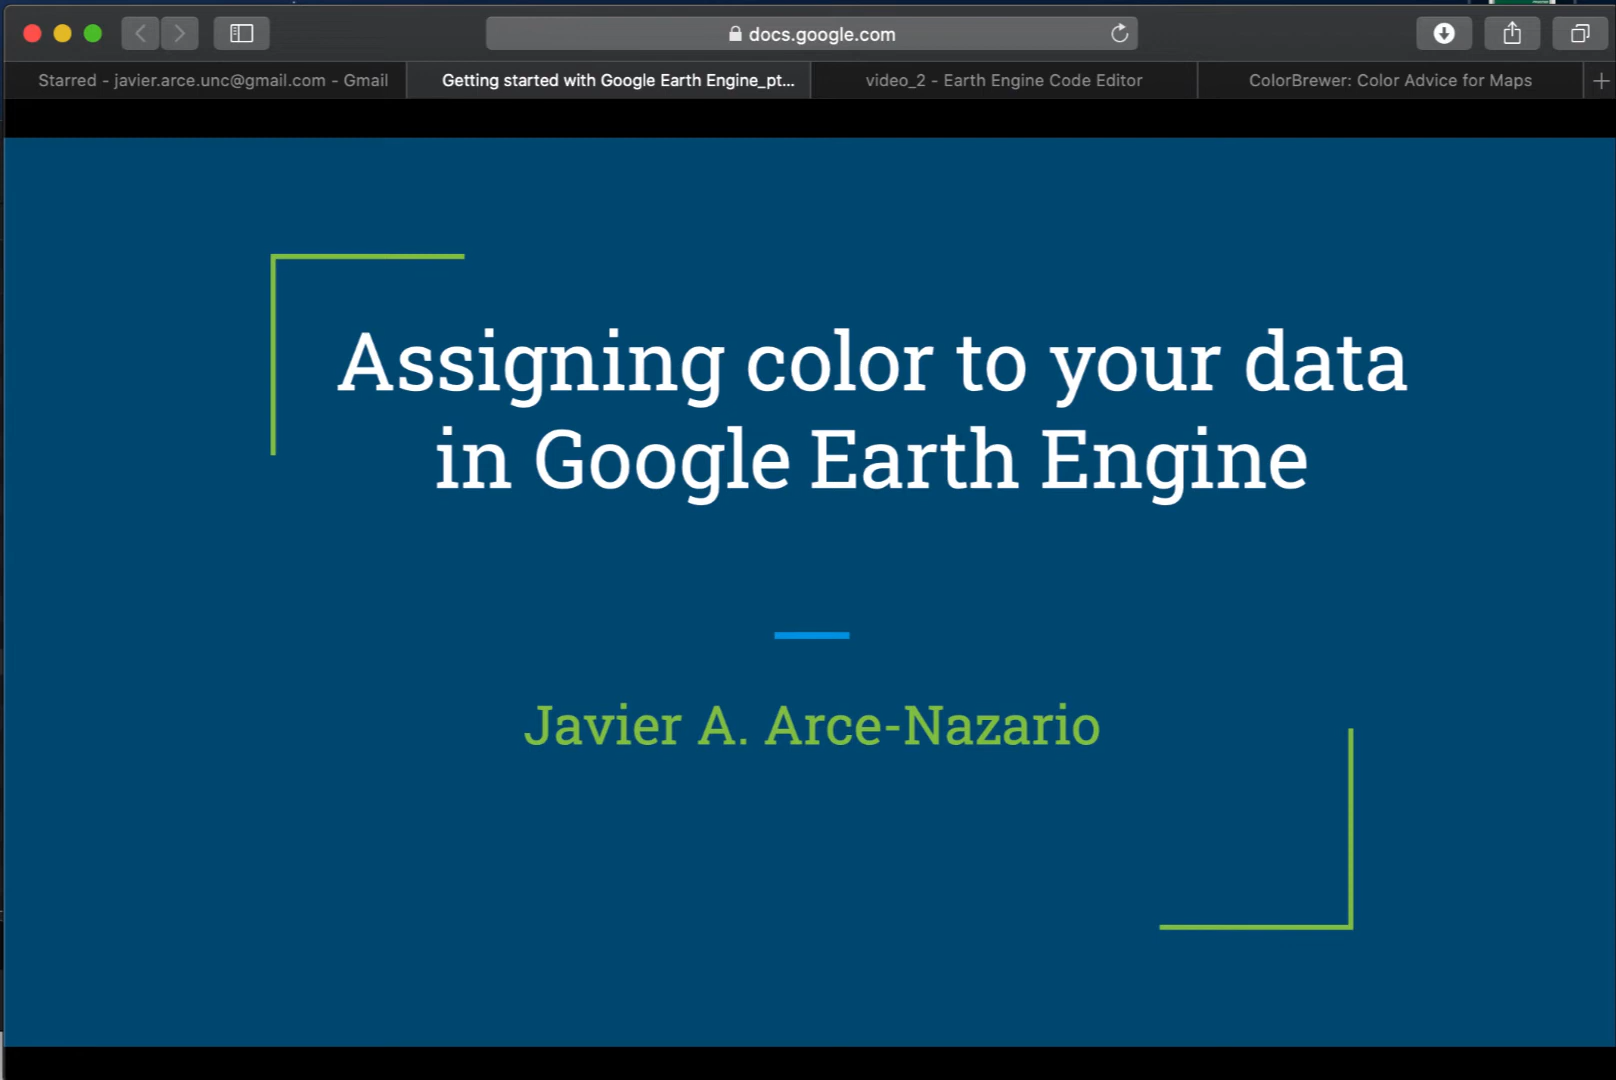 docs.google.com
Starred - javier.arce.unc@gmail.com - Gmail
Getting started with Google Earth Engine_pt...
video_2 - Earth Engine Code Editor
ColorBrewer: Color Advice for Maps
Assigning color to your data
in Google Earth Engine
Javier A. Arce-Nazario